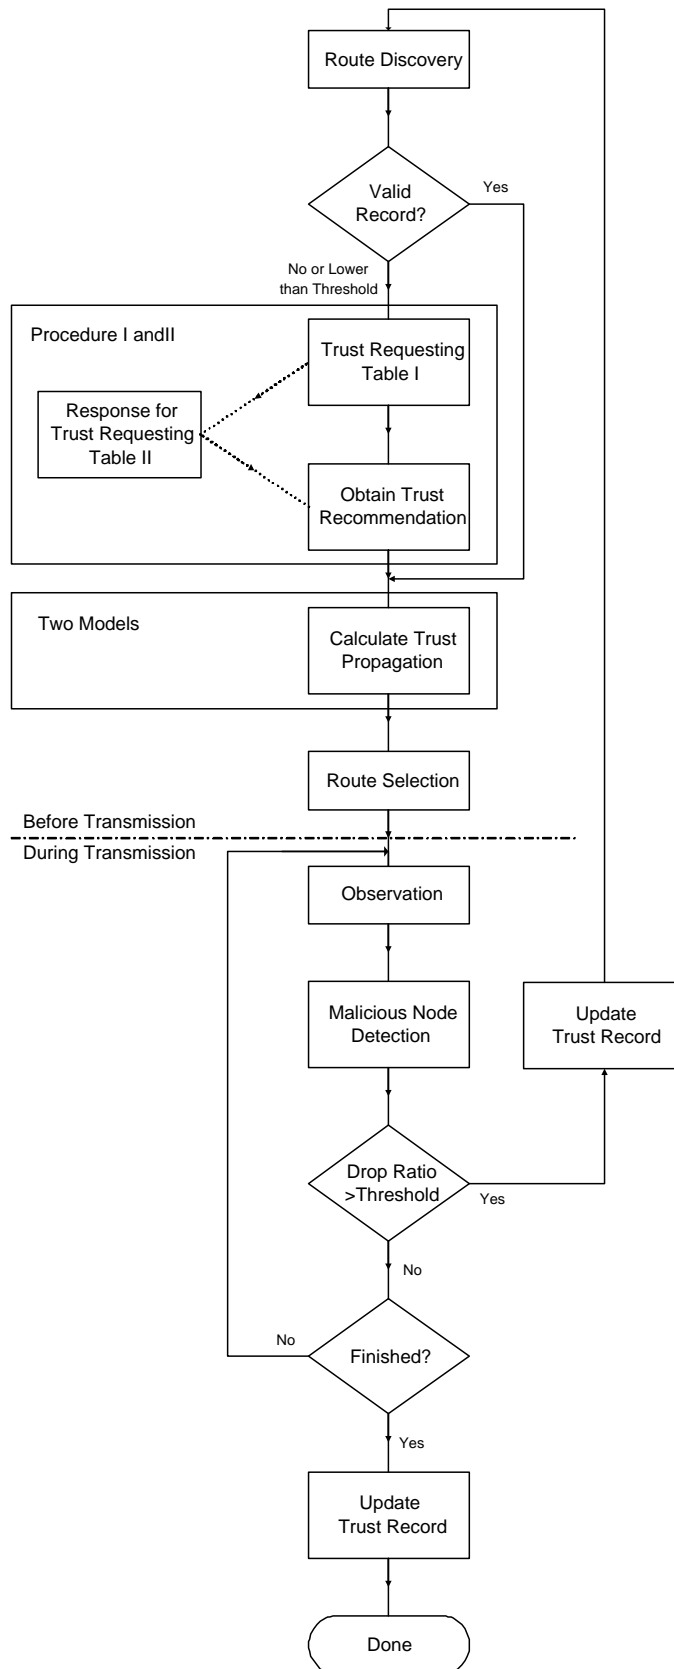 Route Discovery
Valid
Record?
Yes
No or Lower
than Threshold
Procedure I andII
Trust Requesting
Table I
Response for
Trust Requesting
Table II
Obtain Trust
Recommendation
Two Models
Calculate Trust
Propagation
Route Selection
Before Transmission
During Transmission
Observation
Malicious Node
Detection
Update
Trust Record
Drop Ratio
>Threshold
Yes
No
Finished?
No
Yes
Update
Trust Record
Done